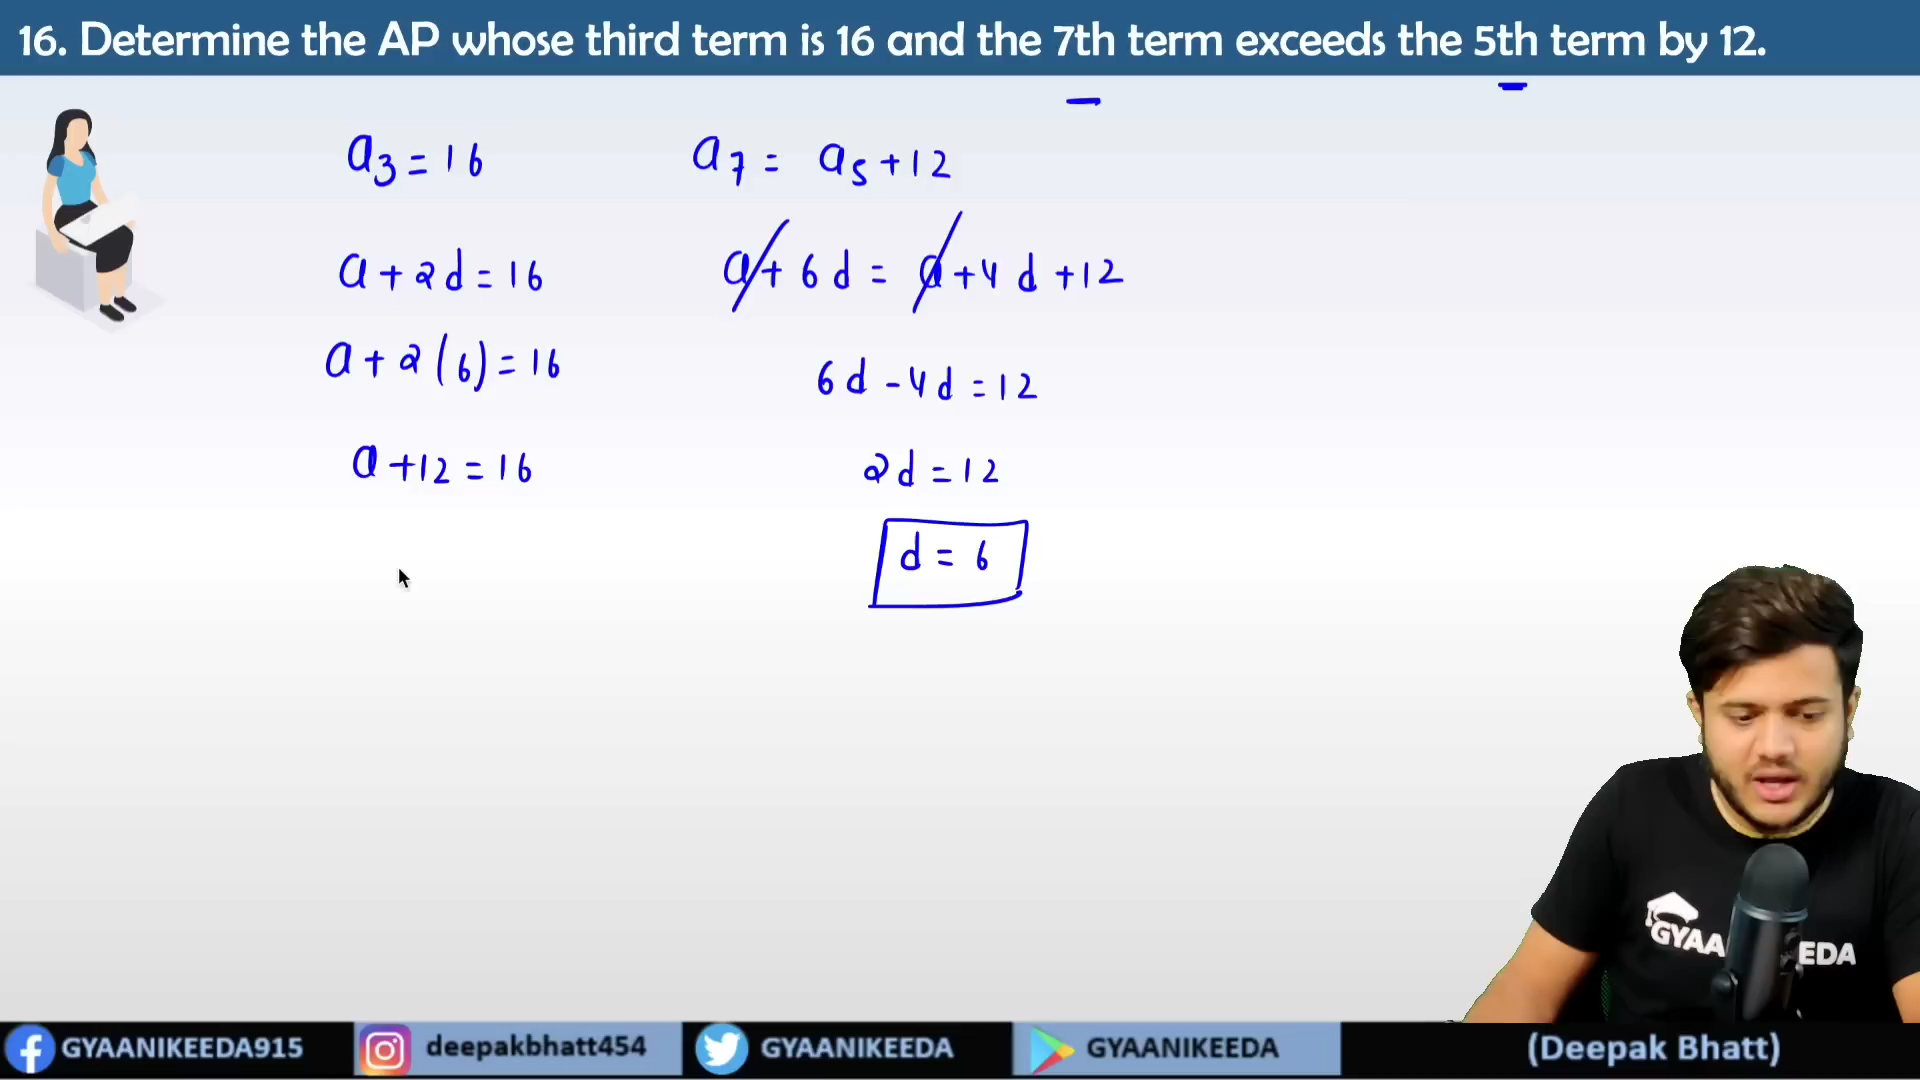 16. Determine the AP whose third term is 16 and the 7th term exceeds the 5th term by 12.
a₃ = 16
a₇ = a₅ + 12
a + 2d = 16
a + 6d = a + 4d + 12
a + 2(6) = 16
6d - 4d = 12
a + 12 = 16
2d = 12
d = 6
GYAA EEDA
GYAANIKEEDA915
deepakbhatt454
GYAANIKEEDA
GYAANIKEEDA
(Deepak Bhatt)